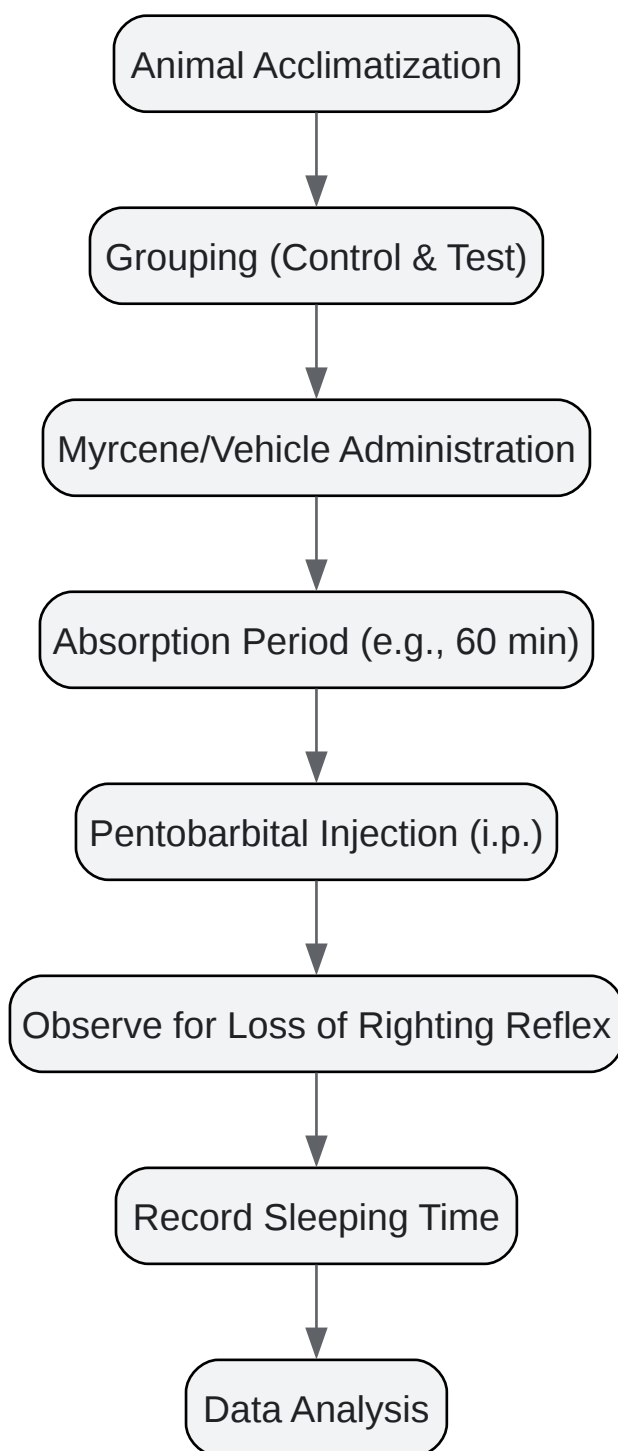 Animal Acclimatization
Grouping (Control & Test)
Myrcene/Vehicle Administration
Absorption Period (e.g., 60 min)
Pentobarbital Injection (i.p.)
Observe for Loss of Righting Reflex
Record Sleeping Time
Data Analysis